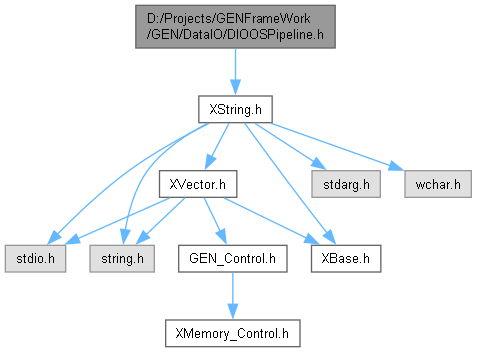 D:/Projects/GENFrameWork
/GEN/DataIO/DIOOSPipeline.h
XString.h
XVector.h
stdarg.h
wchar.h
stdio.h
string.h
GEN_Control.h
XBase.h
XMemory_Control.h